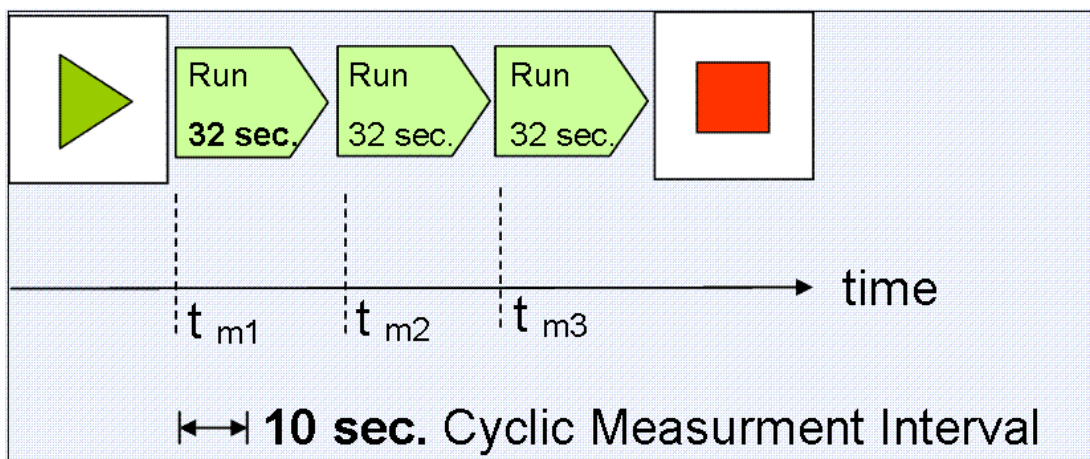 Run Run Run
32 sec. 32 sec. 32 sec.
time
t m1 t m2 t m3
10 sec. Cyclic Measurment Interval